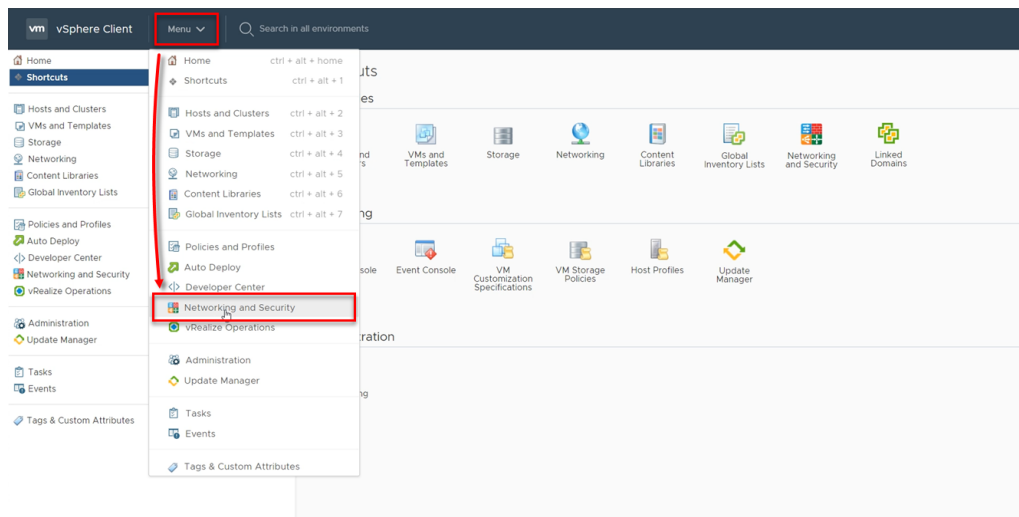 vm vSphere Client Menu Search in all environments
Home
Shortcuts
Hosts and Clusters
VMs and Templates
Storage
Networking
Content Libraries
Global Inventory Lists
Policies and Profiles
Auto Deploy
Developer Center
Networking and Security
vRealize Operations
Administration
Update Manager
Tasks
Events
Tags & Custom Attributes
Home ctrl + alt + home
Shortcuts ctrl + alt + 1
Hosts and Clusters ctrl + alt + 2
VMs and Templates ctrl + alt + 3
Storage ctrl + alt + 4
Networking ctrl + alt + 5
Content Libraries ctrl + alt + 6
Global Inventory Lists ctrl + alt + 7
Policies and Profiles
Auto Deploy
Developer Center
Networking and Security
vRealize Operations
Administration
Update Manager
Tasks
Events
Tags & Custom Attributes
VMs and
Templates
Storage
Networking
Content
Libraries
Global
Inventory Lists
Networking
and Security
Linked
Domains
Event Console
VM
Customization
Specifications
VM Storage
Policies
Host Profiles
Update
Manager